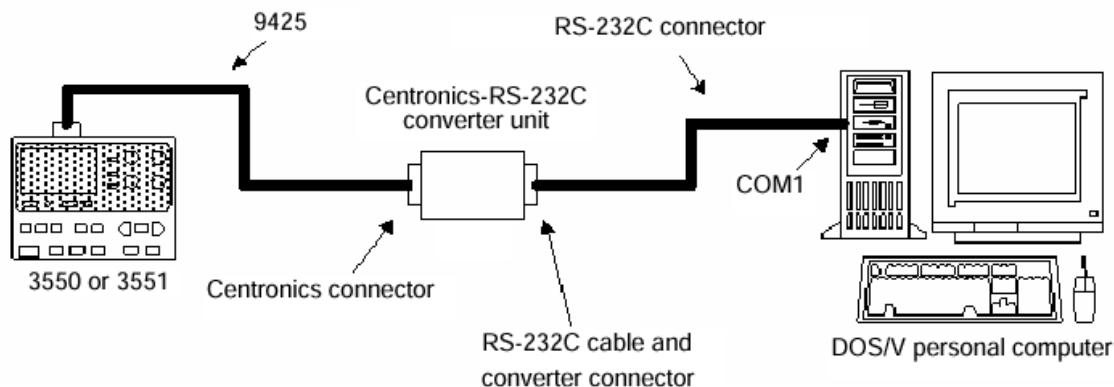 9425
RS-232C connector
Centronics-RS-232C
converter unit
COM1
3550 or 3551
Centronics connector
RS-232C cable and
converter connector
DOS/V personal computer